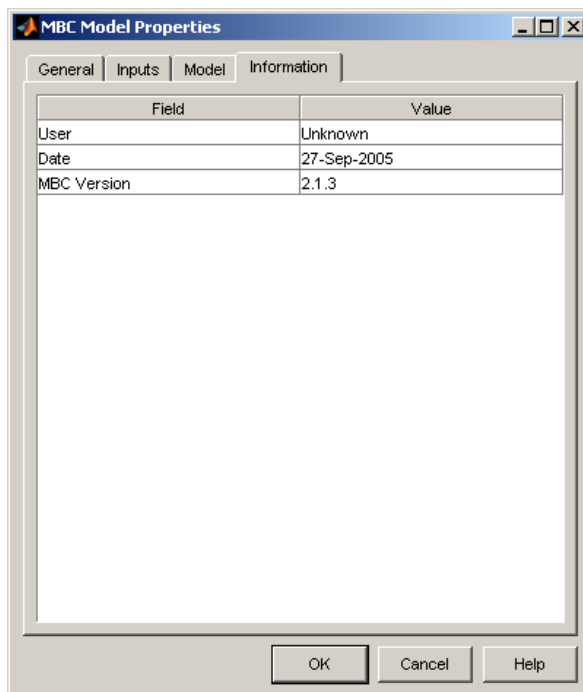 MBC Model Properties
General Inputs Model Information
Field Value
User Unknown
Date 27-Sep-2005
MBC Version 2.1.3
OK Cancel Help